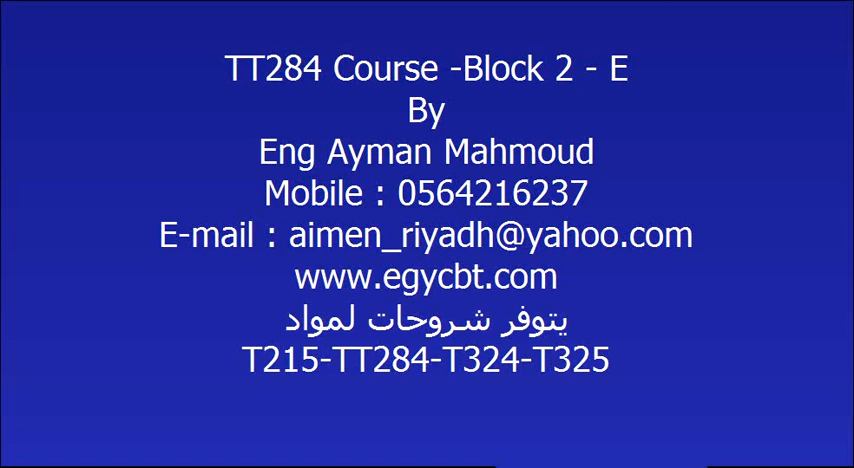 TT284 Course -Block 2 - E
By
Eng Ayman Mahmoud
Mobile : 0564216237
E-mail : aimen_riyadh@yahoo.com
www.egycbt.com
يتوفر شروحات لمواد
T215-TT284-T324-T325